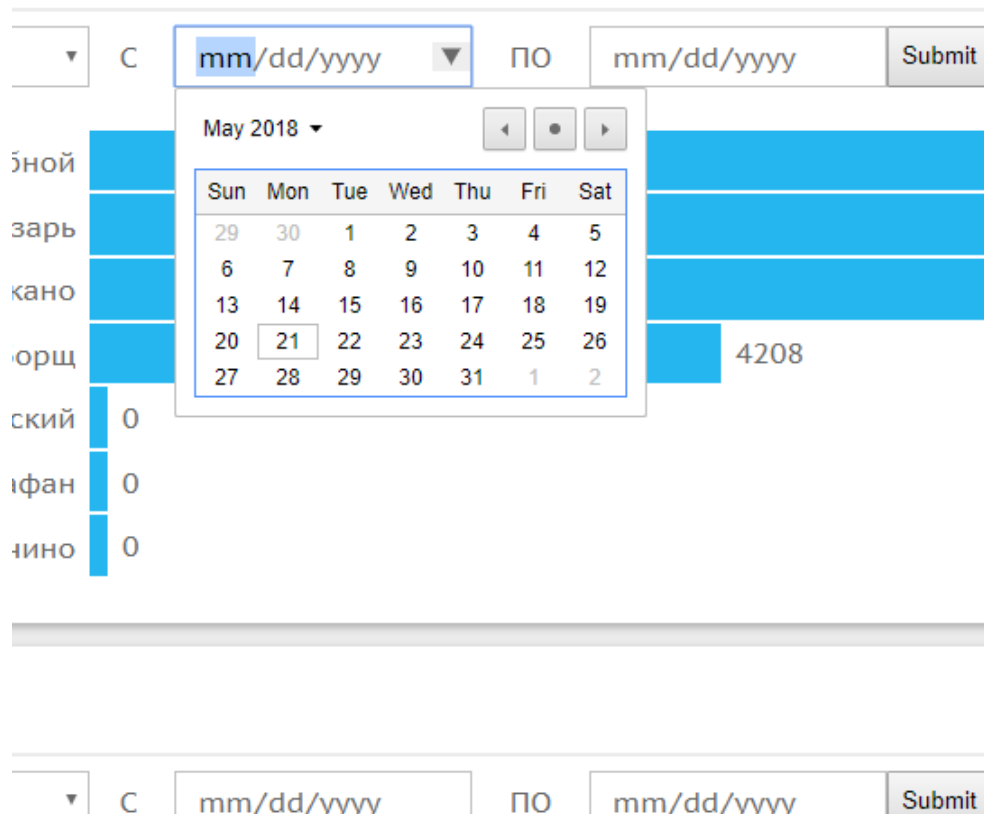 С mm/dd/yyyy ПО mm/dd/yyyy Submit
May 2018
Sun Mon Tue Wed Thu Fri Sat
29 30 1 2 3 4 5
6 7 8 9 10 11 12
13 14 15 16 17 18 19
20 21 22 23 24 25 26
27 28 29 30 31 1 2
бной
зарь
кано
орщ 4208
ский 0
афан 0
чино 0
С mm/dd/yyyy ПО mm/dd/yyyy Submit